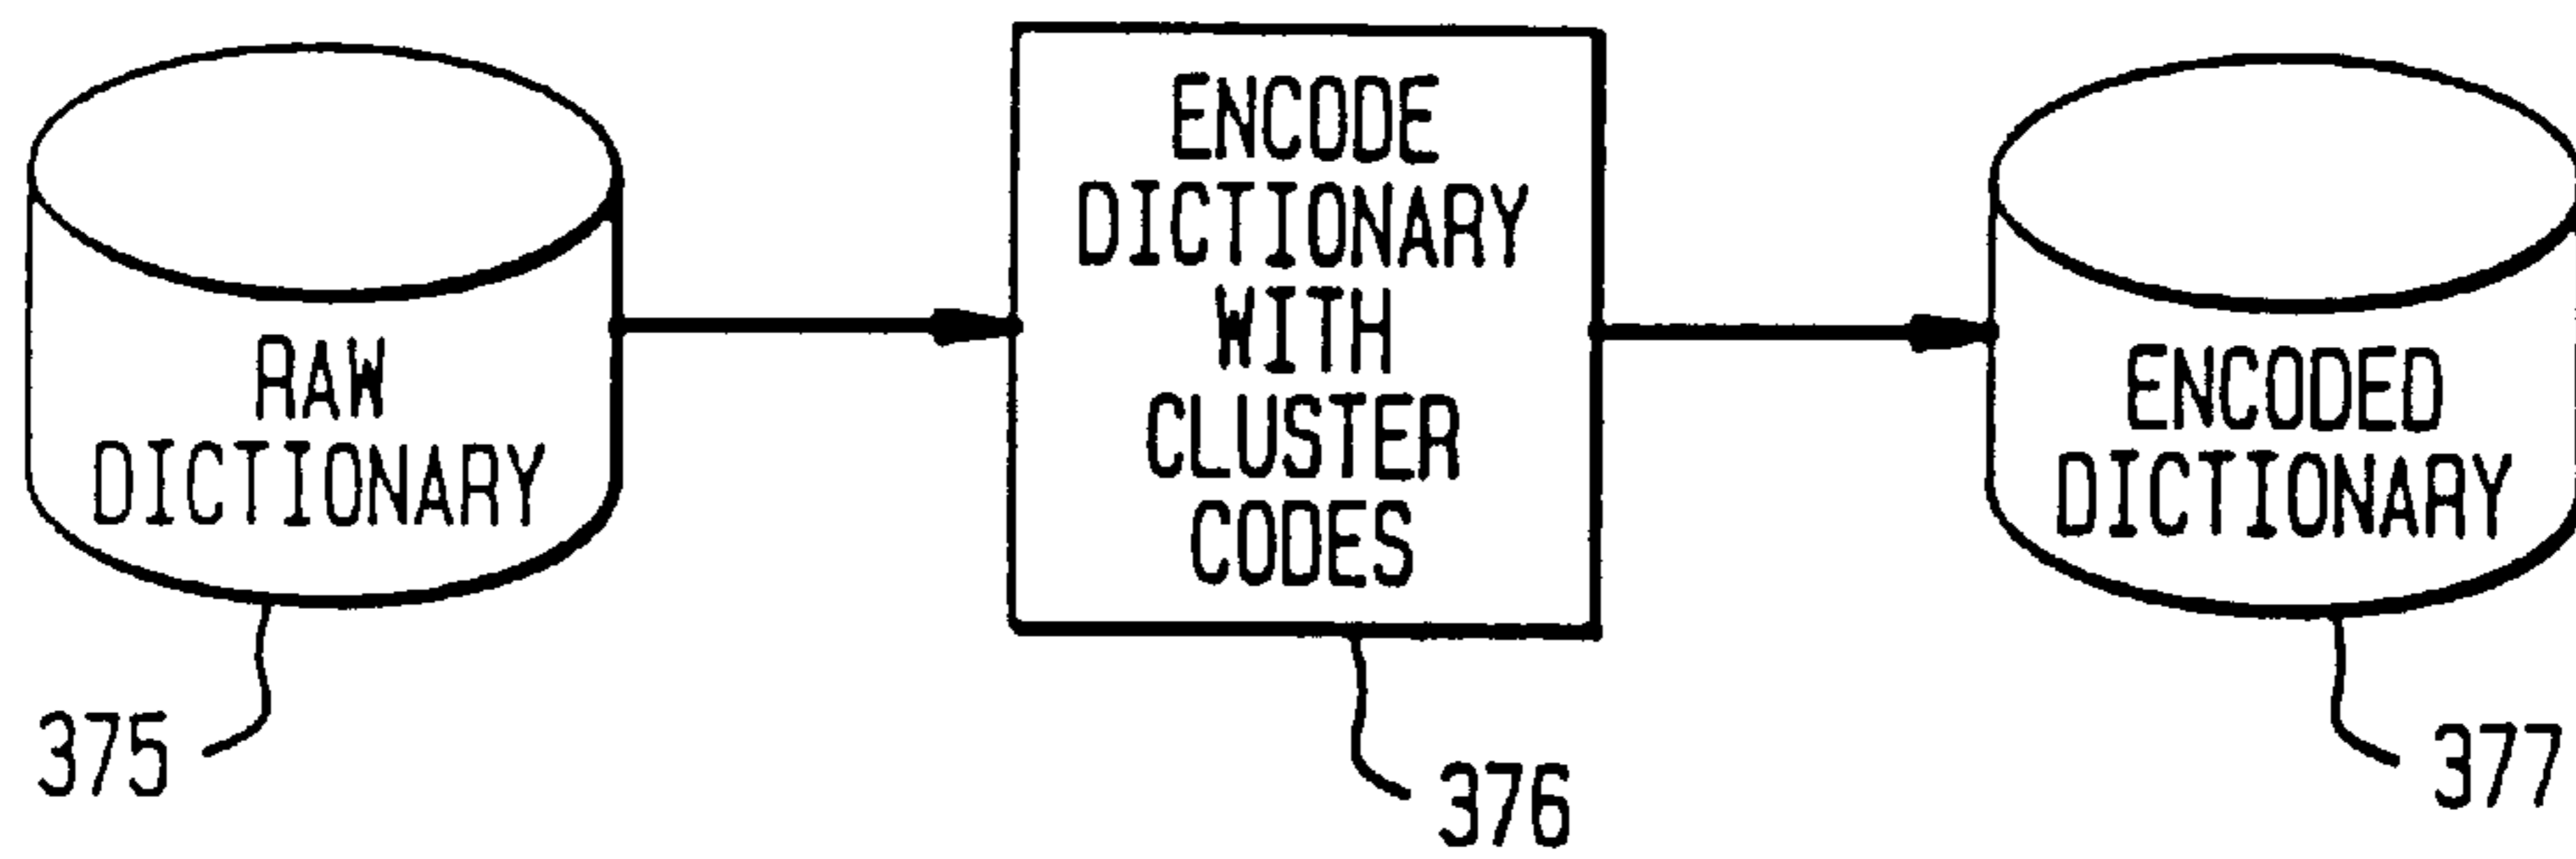 RAW
DICTIONARY
375
ENCODE
DICTIONARY
WITH
CLUSTER
CODES
376
ENCODED
DICTIONARY
377